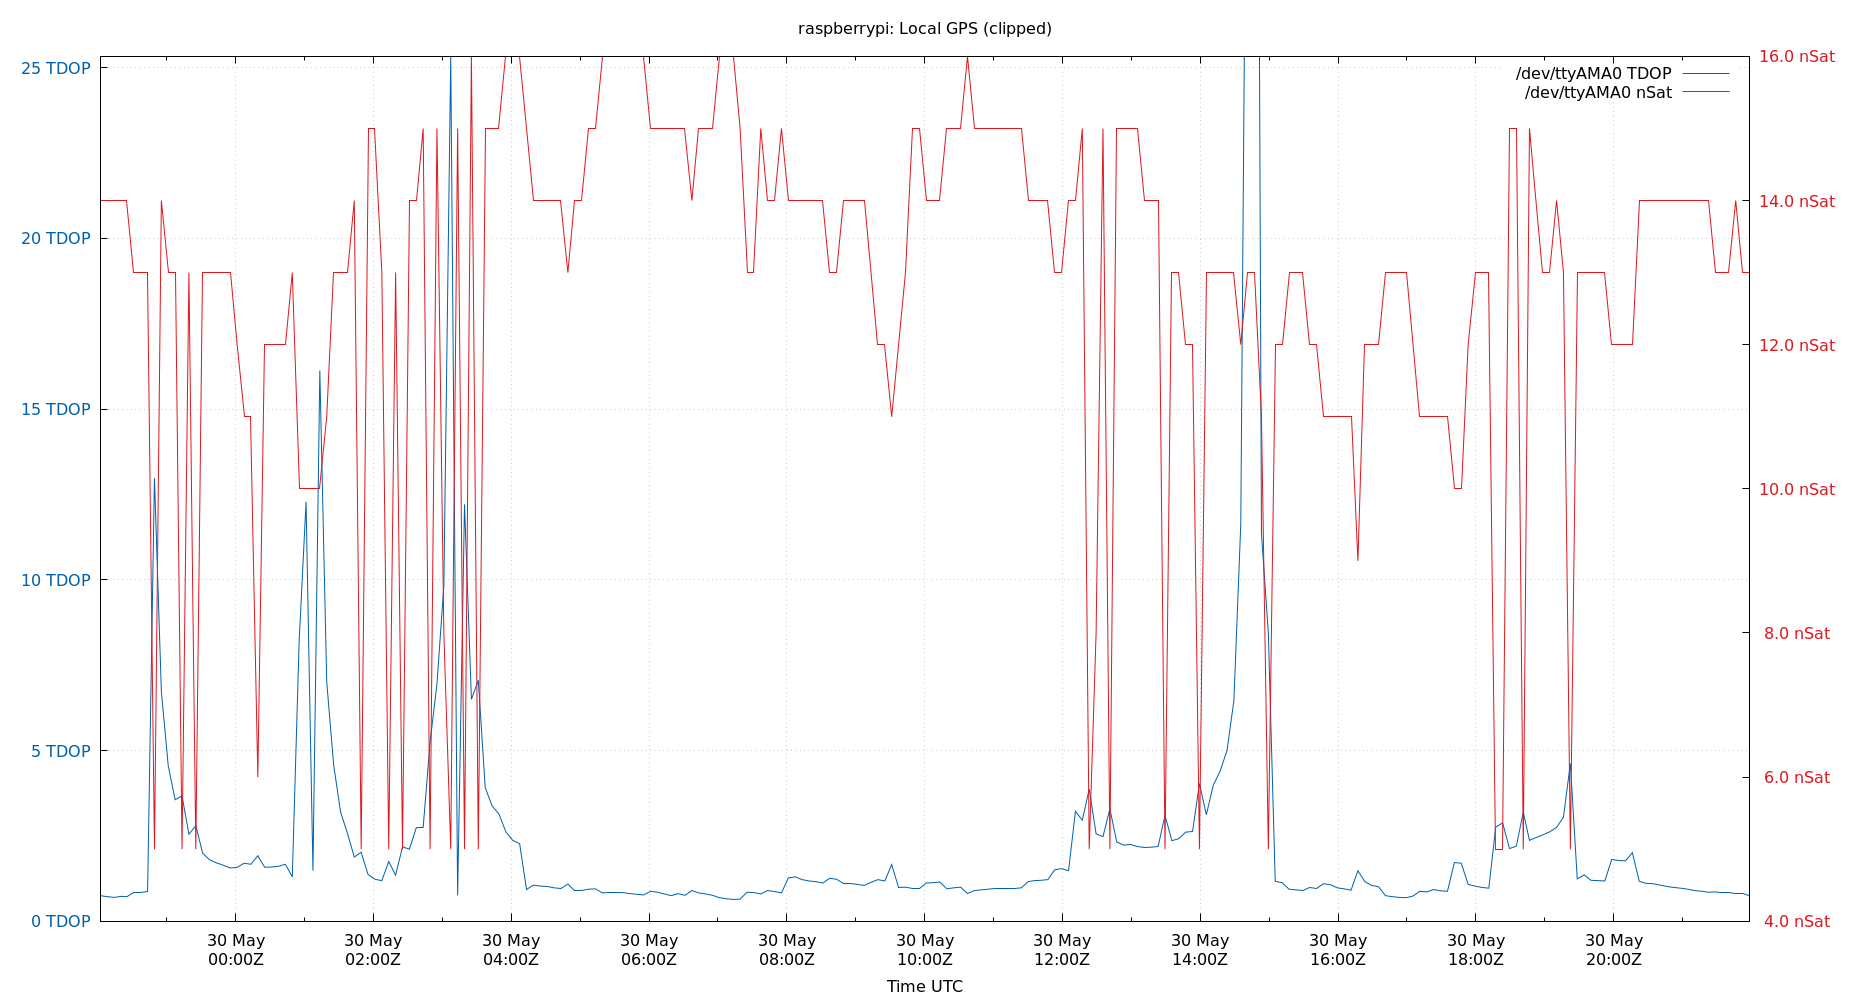 raspberrypi: Local GPS (clipped)
25 TDOP
20 TDOP
15 TDOP
10 TDOP
5 TDOP
0 TDOP
16.0 nSat
14.0 nSat
12.0 nSat
10.0 nSat
8.0 nSat
6.0 nSat
4.0 nSat
/dev/ttyAMA0 TDOP
/dev/ttyAMA0 nSat
30 May 30 May 30 May 30 May 30 May 30 May 30 May 30 May 30 May 30 May 30 May
00:00Z 02:00Z 04:00Z 06:00Z 08:00Z 10:00Z 12:00Z 14:00Z 16:00Z 18:00Z 20:00Z
Time UTC